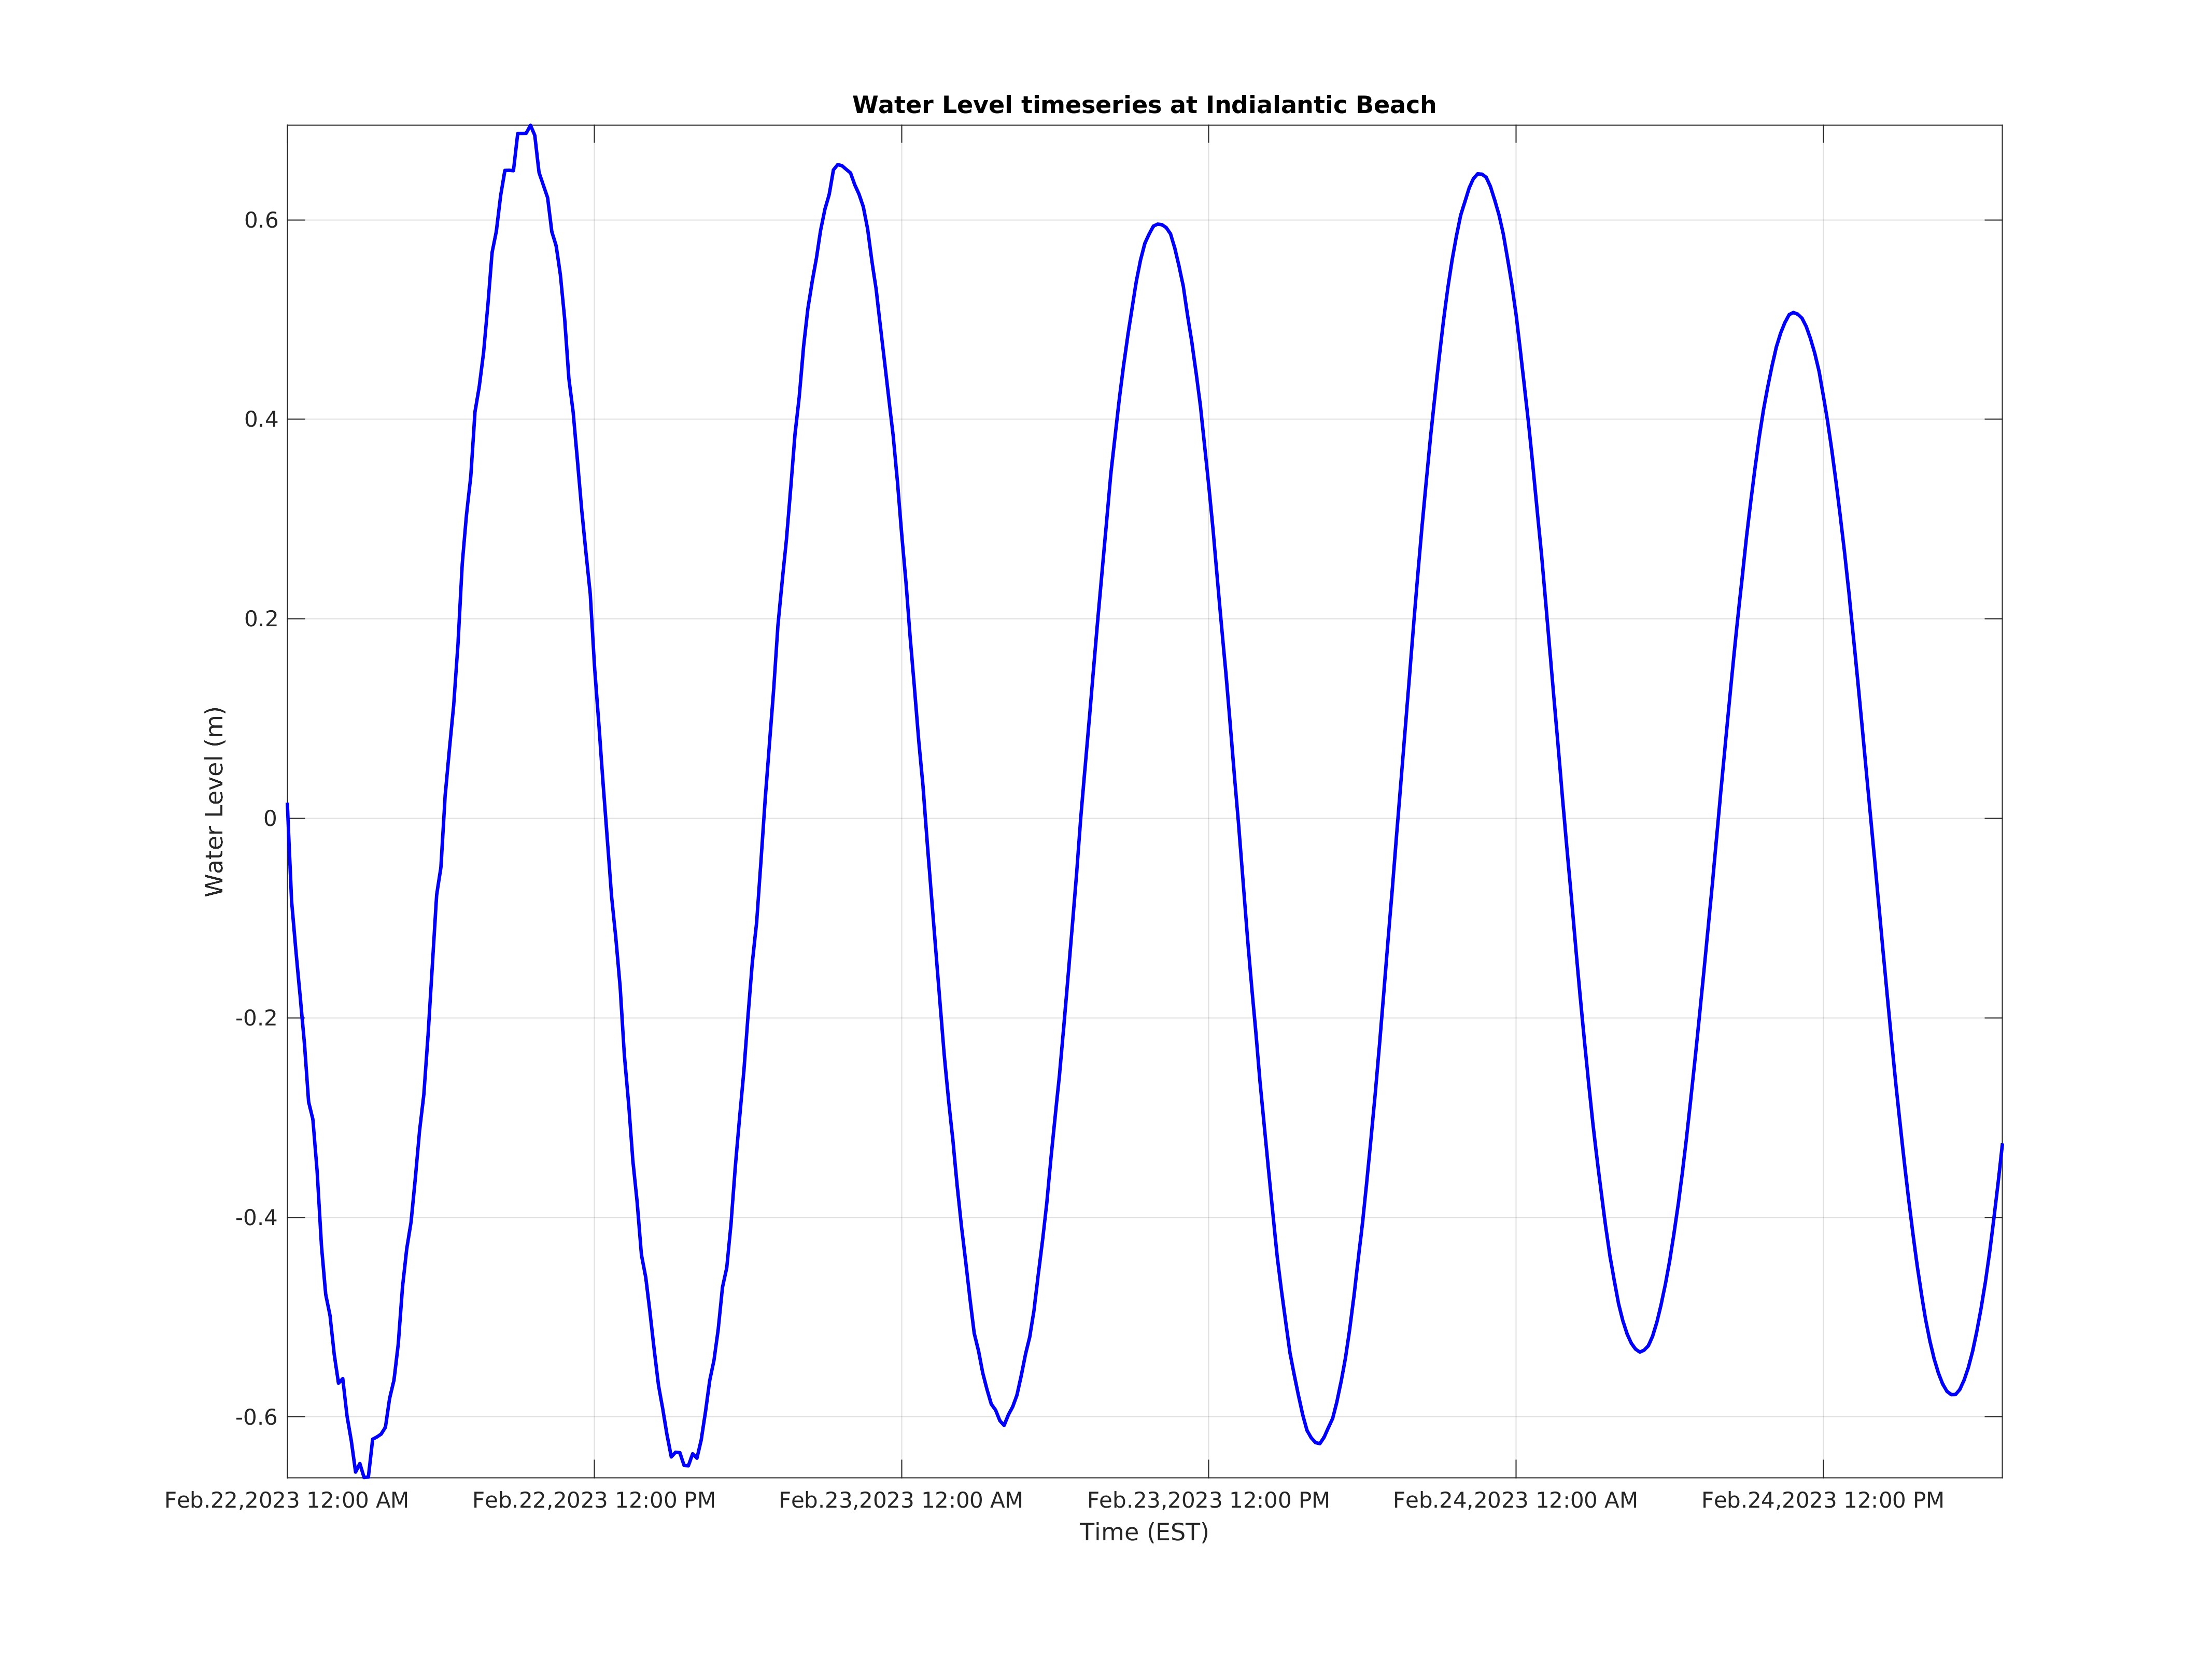 Water Level timeseries at Indialantic Beach
0.6
0.4
0.2
0
-0.2
-0.4
-0.6
Water Level (m)
Feb.22,2023 12:00 AM
Feb.22,2023 12:00 PM
Feb.23,2023 12:00 AM
Feb.23,2023 12:00 PM
Feb.24,2023 12:00 AM
Feb.24,2023 12:00 PM
Time (EST)